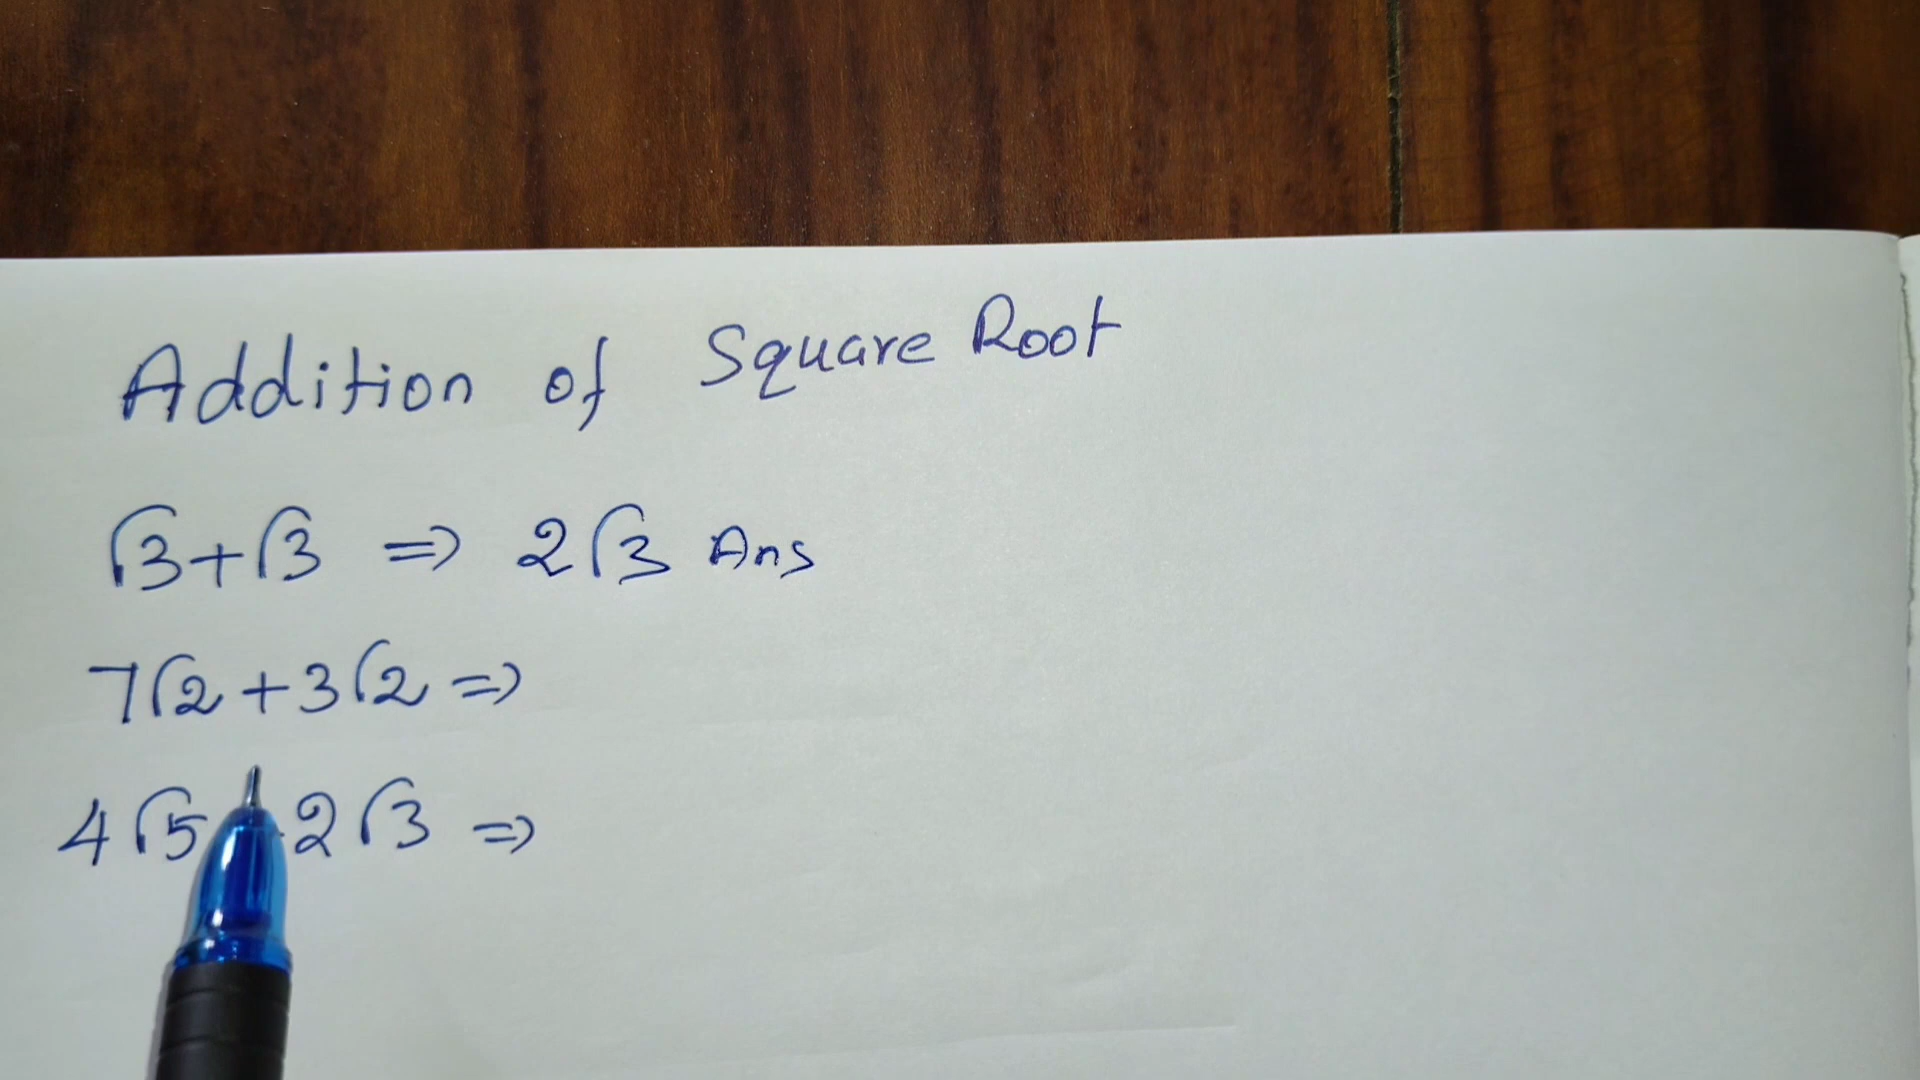 Addition of Square Root
√3+√3 => 2√3 Ans
7√2+3√2 =>
4√5 2√3 =>